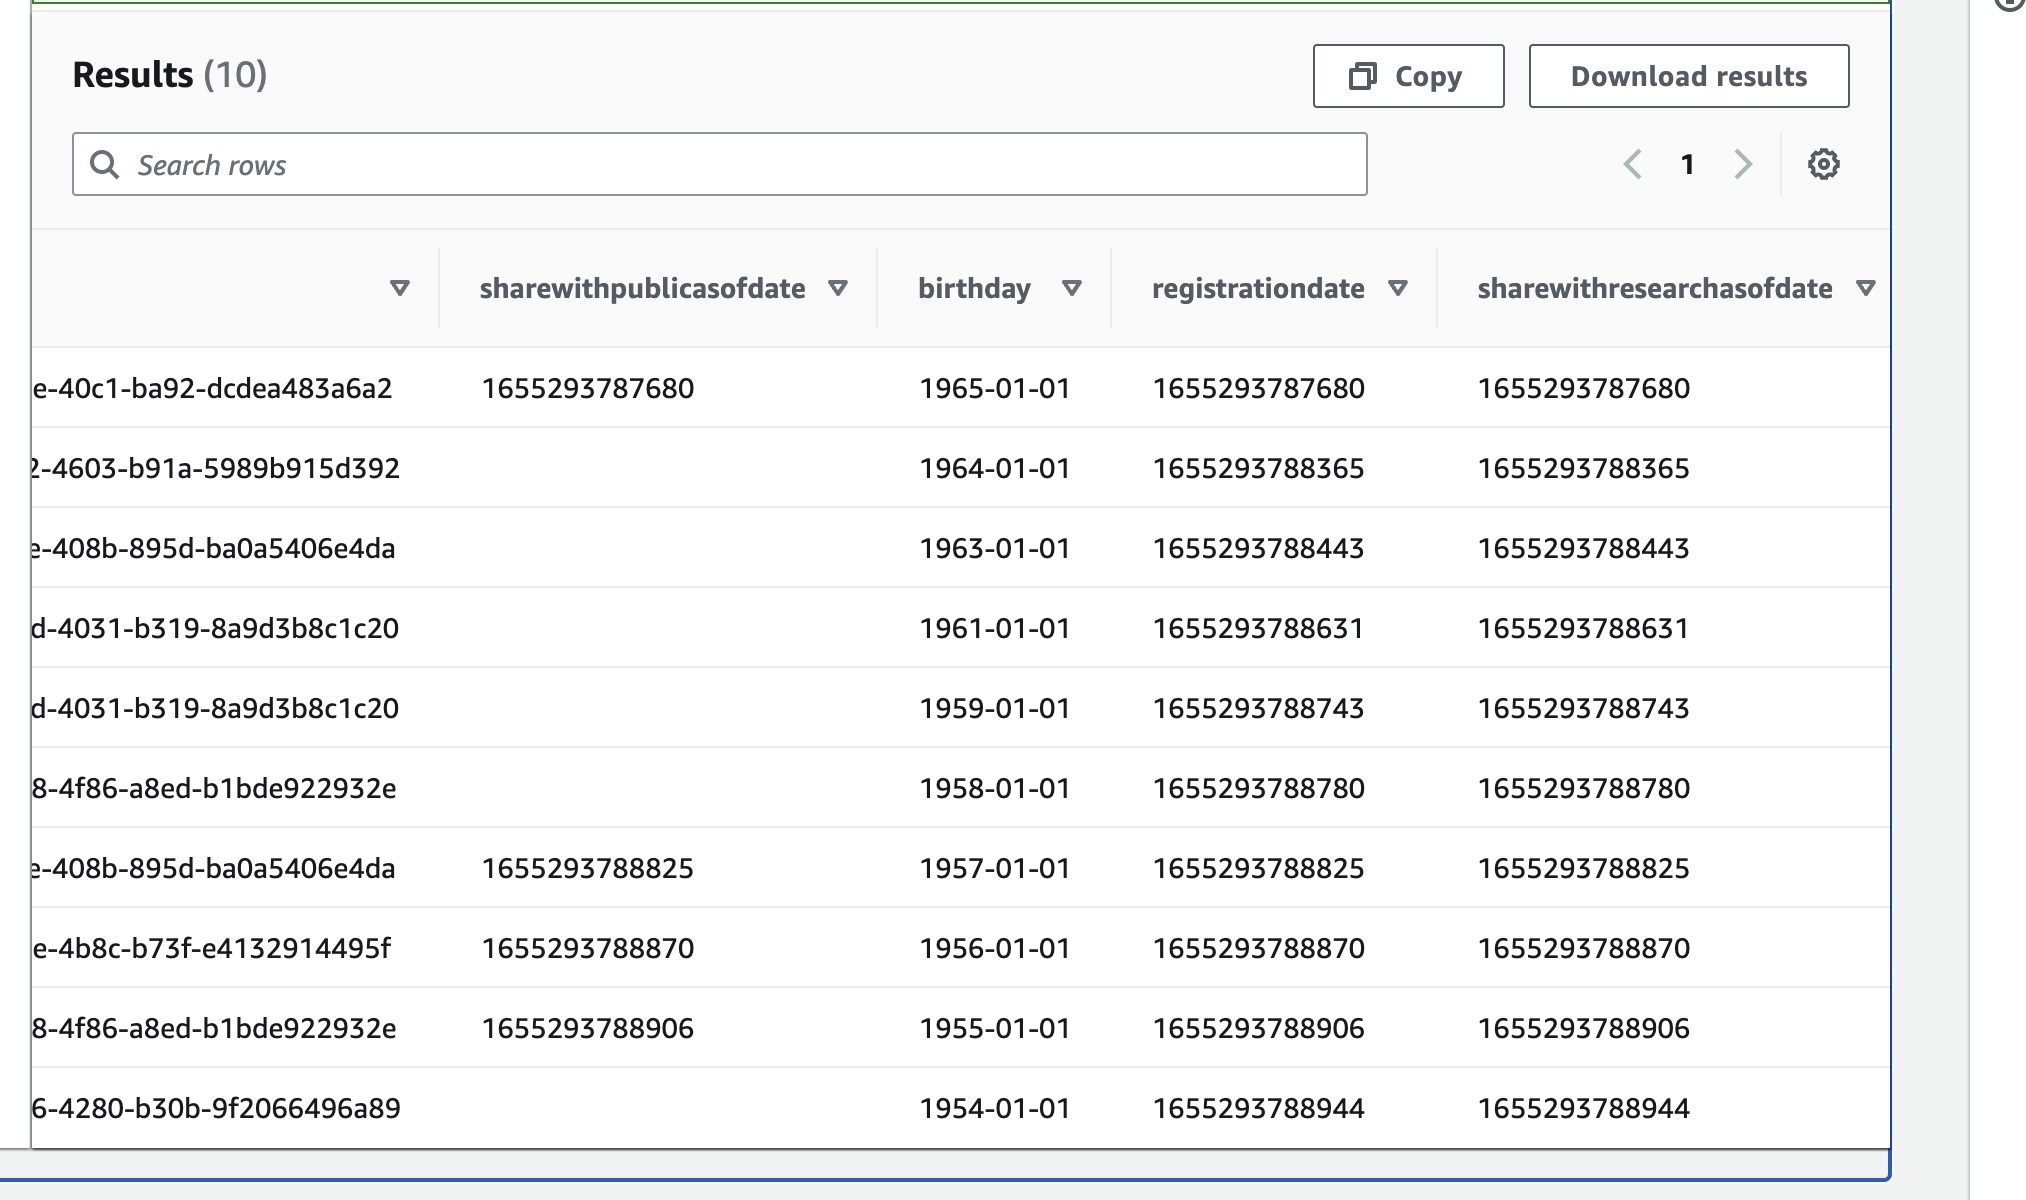 Results (10)
Copy
Download results
Search rows
1
sharewithpublicasofdate birthday registrationdate sharewithresearchasofdate
e-40c1-ba92-dcdea483a6a2 1655293787680 1965-01-01 1655293787680 1655293787680
2-4603-b91a-5989b915d392 1964-01-01 1655293788365 1655293788365
e-408b-895d-ba0a5406e4da 1963-01-01 1655293788443 1655293788443
d-4031-b319-8a9d3b8c1c20 1961-01-01 1655293788631 1655293788631
d-4031-b319-8a9d3b8c1c20 1959-01-01 1655293788743 1655293788743
8-4f86-a8ed-b1bde922932e 1958-01-01 1655293788780 1655293788780
e-408b-895d-ba0a5406e4da 1655293788825 1957-01-01 1655293788825 1655293788825
e-4b8c-b73f-e4132914495f 1655293788870 1956-01-01 1655293788870 1655293788870
8-4f86-a8ed-b1bde922932e 1655293788906 1955-01-01 1655293788906 1655293788906
6-4280-b30b-9f2066496a89 1954-01-01 1655293788944 1655293788944